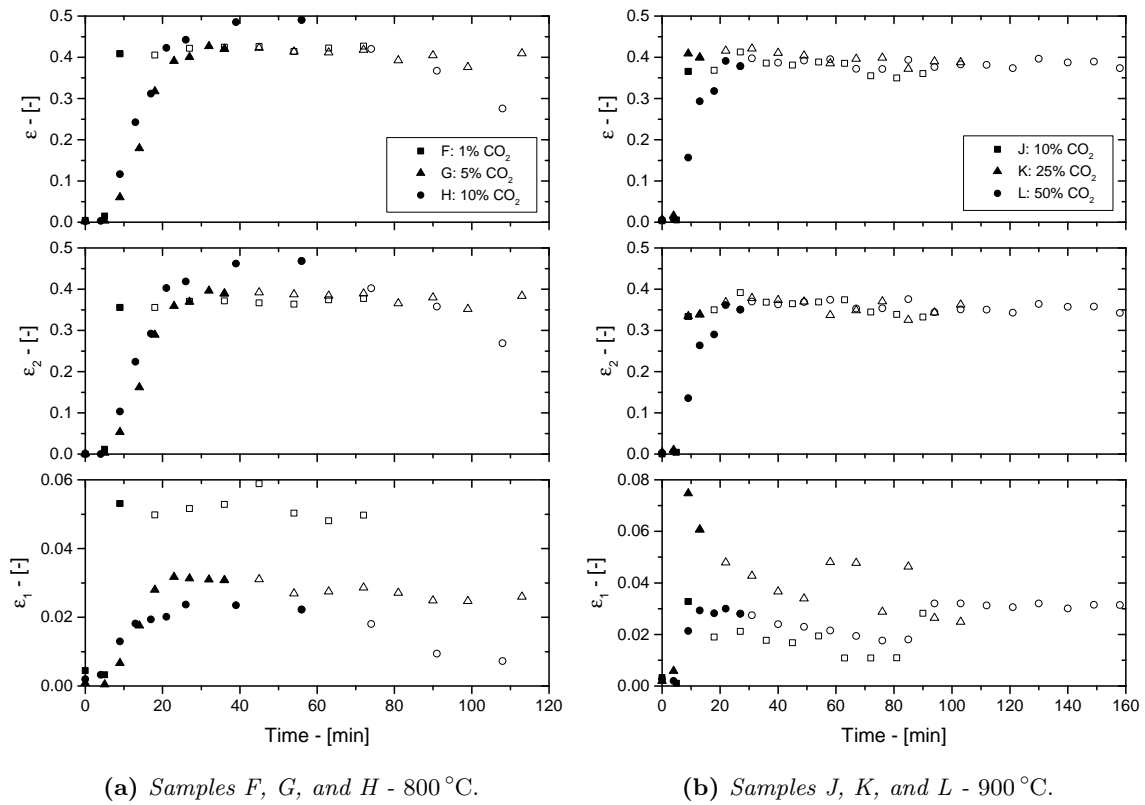 0.5
0.4
0.3
0.2
0.1
0.0
ε - [-]
F: 1% CO₂
G: 5% CO₂
H: 10% CO₂
0.5
0.4
0.3
0.2
0.1
0.0
ε₂ - [-]
0.06
0.04
0.02
0.00
ε₁ - [-]
0 20 40 60 80 100 120
Time - [min]
(a) Samples F, G, and H - 800 °C.
0.5
0.4
0.3
0.2
0.1
0.0
ε - [-]
J: 10% CO₂
K: 25% CO₂
L: 50% CO₂
0.5
0.4
0.3
0.2
0.1
0.0
ε₂ - [-]
0.08
0.06
0.04
0.02
0.00
ε₁ - [-]
0 20 40 60 80 100 120 140 160
Time - [min]
(b) Samples J, K, and L - 900 °C.